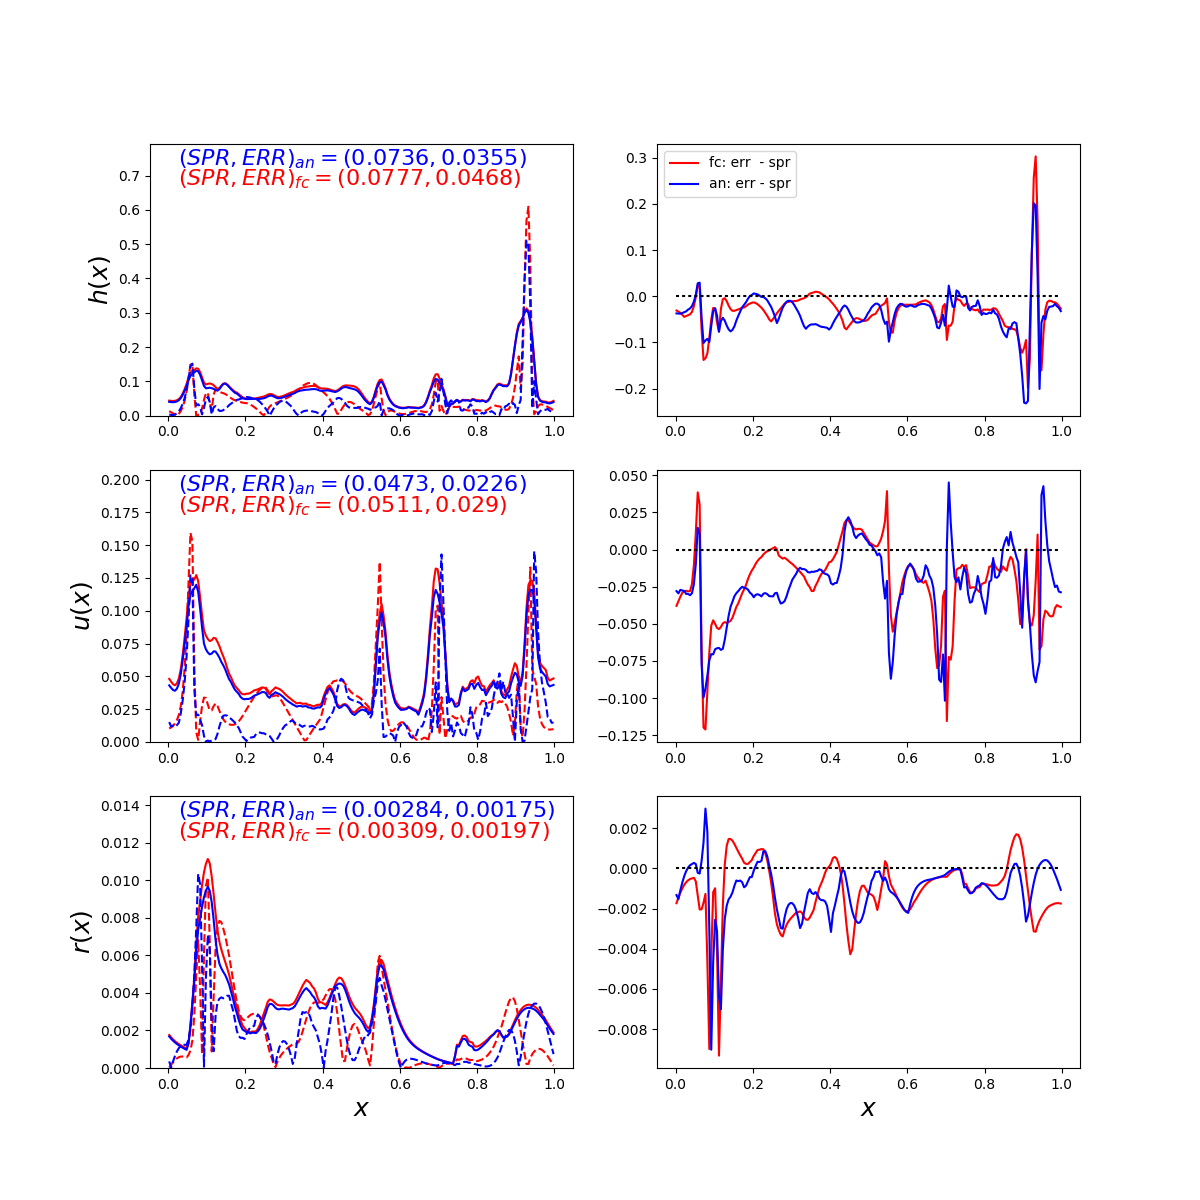 (SPR, ERR)an = (0.0736, 0.0355)
(SPR, ERR)fc = (0.0777, 0.0468)
h(x)
0.7
0.6
0.5
0.4
0.3
0.2
0.1
0.0
0.0 0.2 0.4 0.6 0.8 1.0
fc: err - spr
an: err - spr
0.3
0.2
0.1
0.0
−0.1
−0.2
0.0 0.2 0.4 0.6 0.8 1.0
(SPR, ERR)an = (0.0473, 0.0226)
(SPR, ERR)fc = (0.0511, 0.029)
u(x)
0.200
0.175
0.150
0.125
0.100
0.075
0.050
0.025
0.000
0.0 0.2 0.4 0.6 0.8 1.0
0.050
0.025
0.000
−0.025
−0.050
−0.075
−0.100
−0.125
0.0 0.2 0.4 0.6 0.8 1.0
(SPR, ERR)an = (0.00284, 0.00175)
(SPR, ERR)fc = (0.00309, 0.00197)
r(x)
0.014
0.012
0.010
0.008
0.006
0.004
0.002
0.000
0.0 0.2 0.4 0.6 0.8 1.0
x
0.002
0.000
−0.002
−0.004
−0.006
−0.008
0.0 0.2 0.4 0.6 0.8 1.0
x